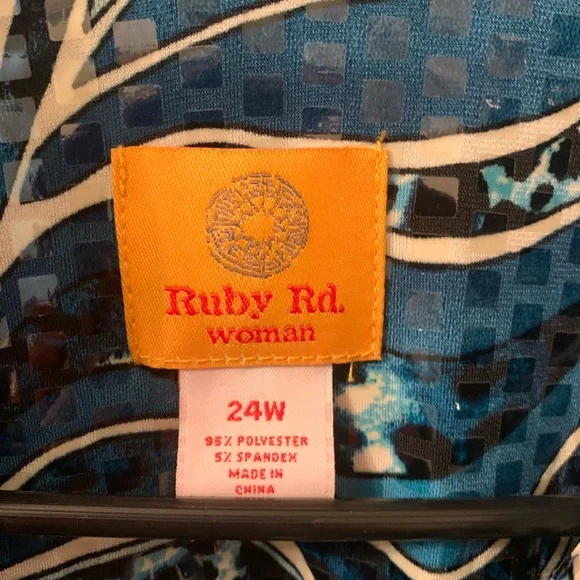 Ruby Rd.
woman
24W
95% POLYESTER
5% SPANDEX
MADE IN
CHINA